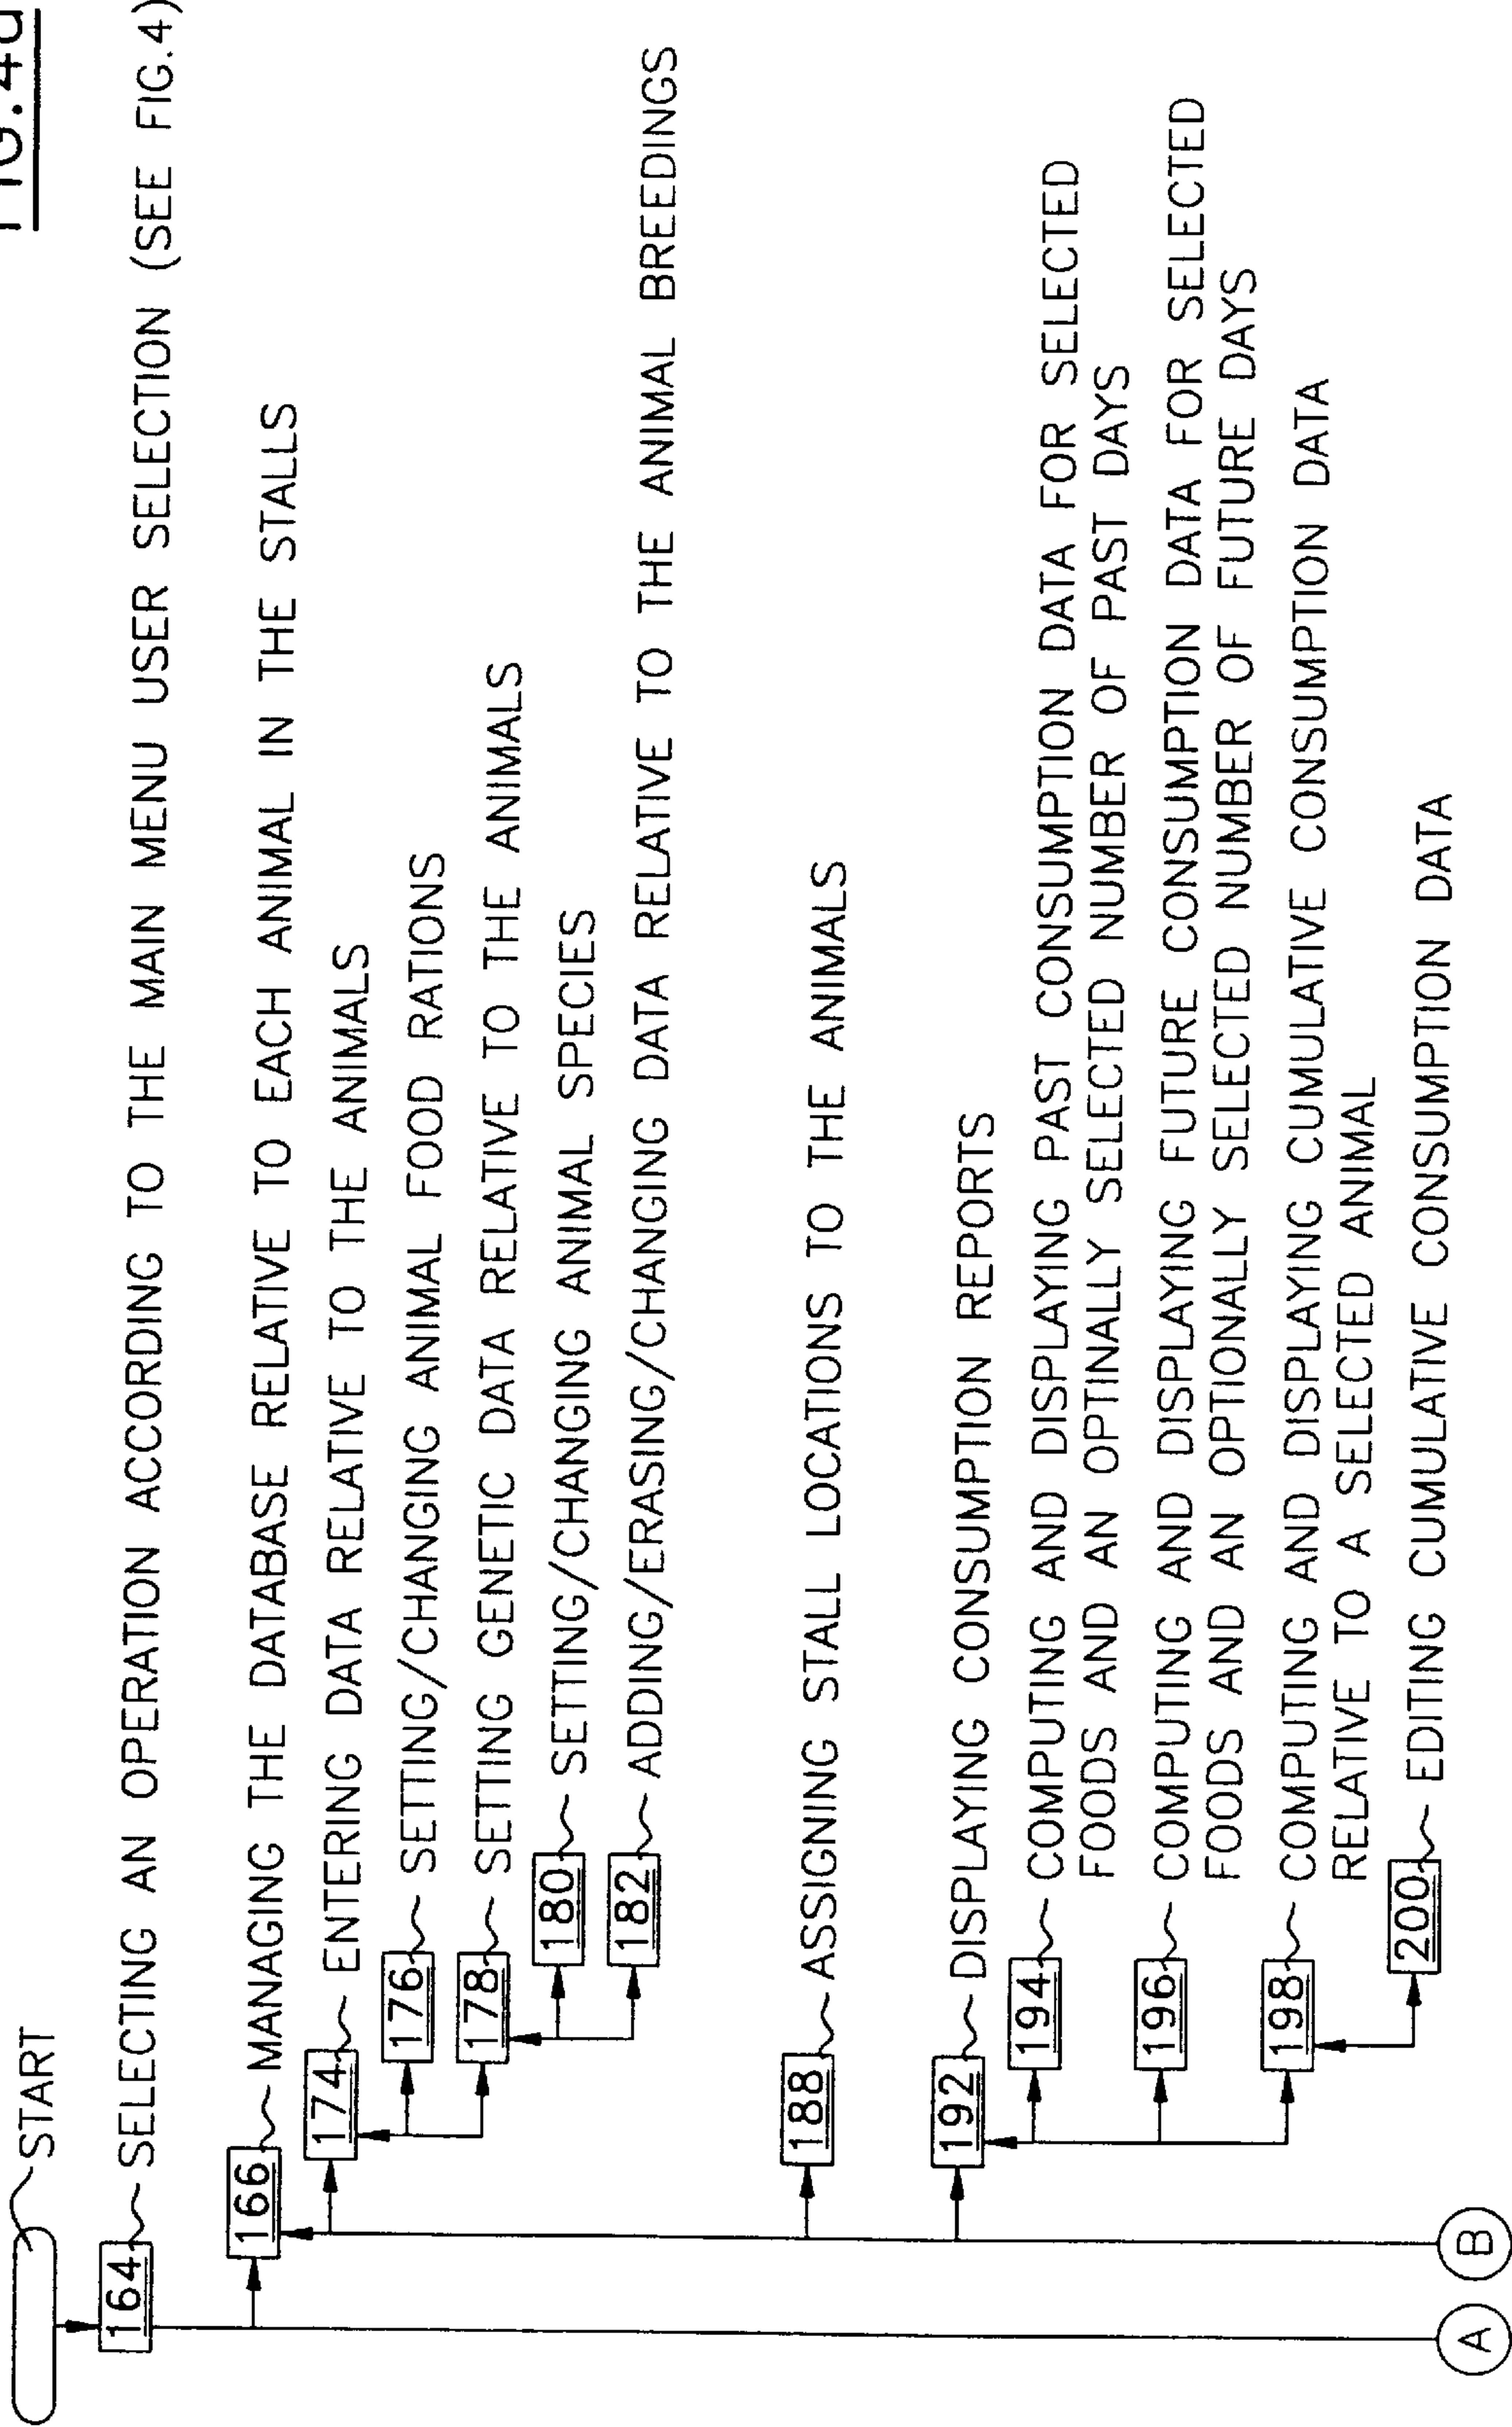 FIG.4a
START
164 SELECTING AN OPERATION ACCORDING TO THE MAIN MENU USER SELECTION (SEE FIG.4)
166 MANAGING THE DATABASE RELATIVE TO EACH ANIMAL IN THE STALLS
174 ENTERING DATA RELATIVE TO THE ANIMALS
176 SETTING/CHANGING ANIMAL FOOD RATIONS
178 SETTING GENETIC DATA RELATIVE TO THE ANIMALS
180 SETTING/CHANGING ANIMAL SPECIES
182 ADDING/ERASING/CHANGING DATA RELATIVE TO THE ANIMAL BREEDINGS
188 ASSIGNING STALL LOCATIONS TO THE ANIMALS
192 DISPLAYING CONSUMPTION REPORTS
194 COMPUTING AND DISPLAYING PAST CONSUMPTION DATA FOR SELECTED
FOODS AND AN OPTINALLY SELECTED NUMBER OF PAST DAYS
196 COMPUTING AND DISPLAYING FUTURE CONSUMPTION DATA FOR SELECTED
FOODS AND AN OPTIONALLY SELECTED NUMBER OF FUTURE DAYS
198 COMPUTING AND DISPLAYING CUMULATIVE CONSUMPTION DATA
RELATIVE TO A SELECTED ANIMAL
200 EDITING CUMULATIVE CONSUMPTION DATA
A B